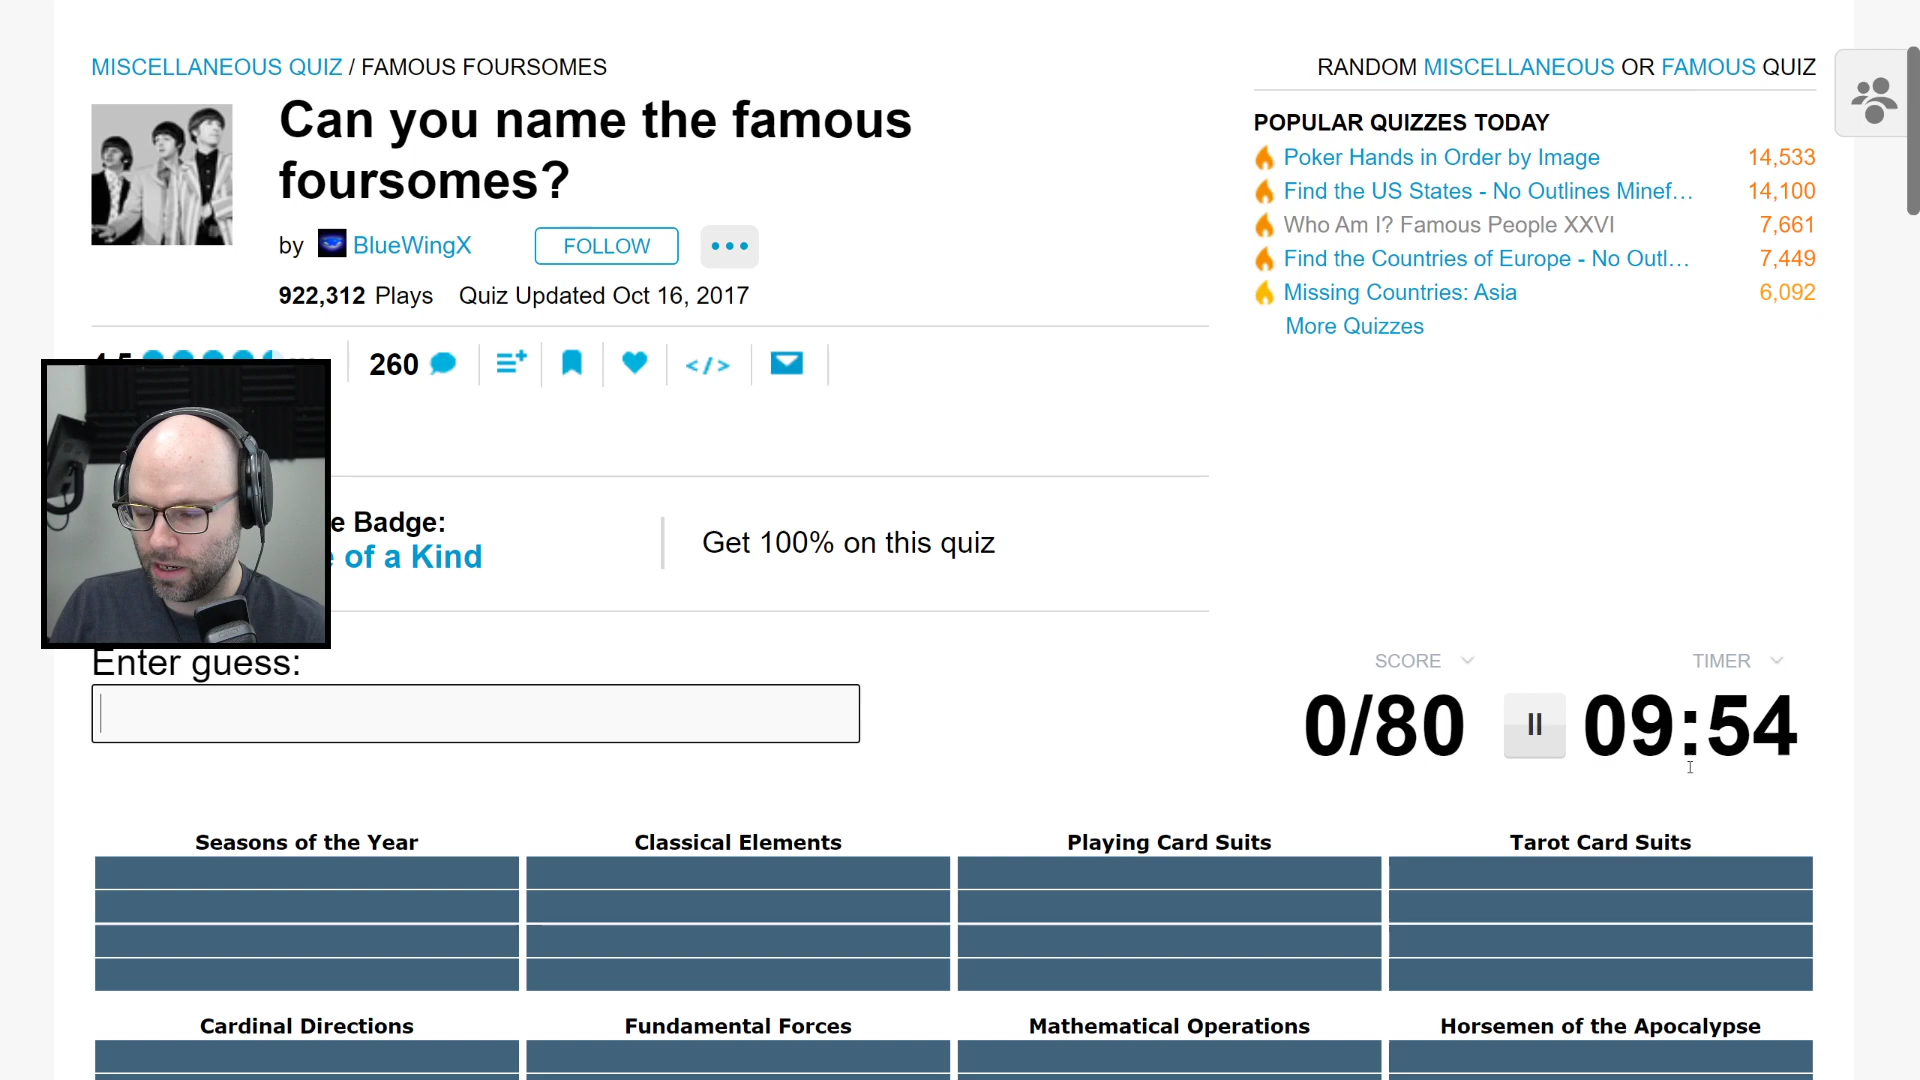 MISCELLANEOUS QUIZ / FAMOUS FOURSOMES
RANDOM MISCELLANEOUS OR FAMOUS QUIZ
Can you name the famous
foursomes?
by BlueWingX
FOLLOW
922,312 Plays Quiz Updated Oct 16, 2017
POPULAR QUIZZES TODAY
Poker Hands in Order by Image 14,533
Find the US States - No Outlines Minef... 14,100
Who Am I? Famous People XXVI 7,661
Find the Countries of Europe - No Outl... 7,449
Missing Countries: Asia 6,092
More Quizzes
260
</>
e Badge:
of a Kind
Get 100% on this quiz
Enter guess:
SCORE
TIMER
0/80
09:54
Seasons of the Year
Classical Elements
Playing Card Suits
Tarot Card Suits
Cardinal Directions
Fundamental Forces
Mathematical Operations
Horsemen of the Apocalypse